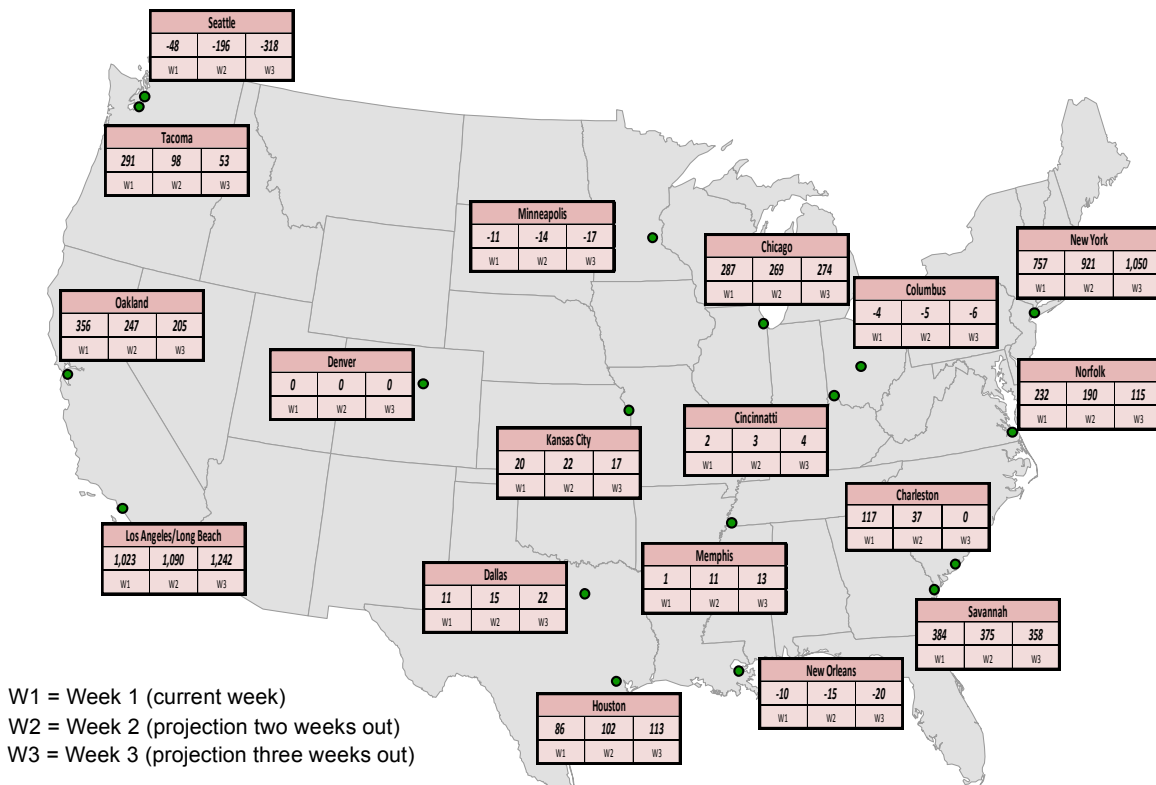 Seattle
-48 -196 -318
W1 W2 W3
Tacoma
291 98 53
W1 W2 W3
Minneapolis
-11 -14 -17
W1 W2 W3
Chicago
287 269 274
W1 W2 W3
New York
757 921 1,050
W1 W2 W3
Columbus
-4 -5 -6
W1 W2 W3
Oakland
356 247 205
W1 W2 W3
Denver
0 0 0
W1 W2 W3
Norfolk
232 190 115
W1 W2 W3
Cincinnatti
2 3 4
W1 W2 W3
Kansas City
20 22 17
W1 W2 W3
Charleston
117 37 0
W1 W2 W3
Los Angeles/Long Beach
1,023 1,090 1,242
W1 W2 W3
Memphis
1 11 13
W1 W2 W3
Dallas
11 15 22
W1 W2 W3
Savannah
384 375 358
W1 W2 W3
New Orleans
-10 -15 -20
W1 W2 W3
Houston
86 102 113
W1 W2 W3
W1 = Week 1 (current week)
W2 = Week 2 (projection two weeks out)
W3 = Week 3 (projection three weeks out)